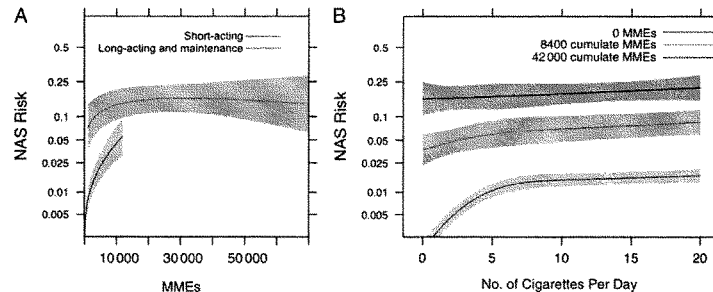 A
Short-acting
Long-acting and maintenance
NAS Risk
0.5
0.25
0.1
0.05
0.025
0.01
0.005
10 000
30 000
50 000
MMEs
B
0 MMEs
8400 cumulate MMEs
42 000 cumulate MMEs
NAS Risk
0.5
0.25
0.1
0.05
0.025
0.01
0.005
0
5
10
15
20
No. of Cigarettes Per Day